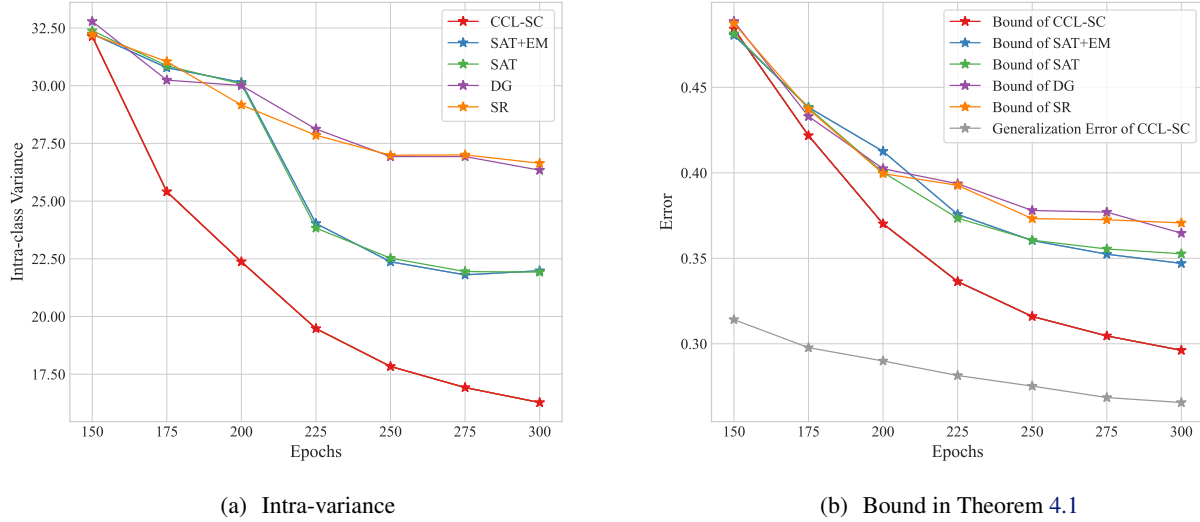 32.50
30.00
27.50
25.00
22.50
20.00
17.50
Intra-class Variance
150 175 200 225 250 275 300
Epochs
CCL-SC
SAT+EM
SAT
DG
SR
(a) Intra-variance
0.45
0.40
0.35
0.30
Error
150 175 200 225 250 275 300
Epochs
Bound of CCL-SC
Bound of SAT+EM
Bound of SAT
Bound of DG
Bound of SR
Generalization Error of CCL-SC
(b) Bound in Theorem 4.1